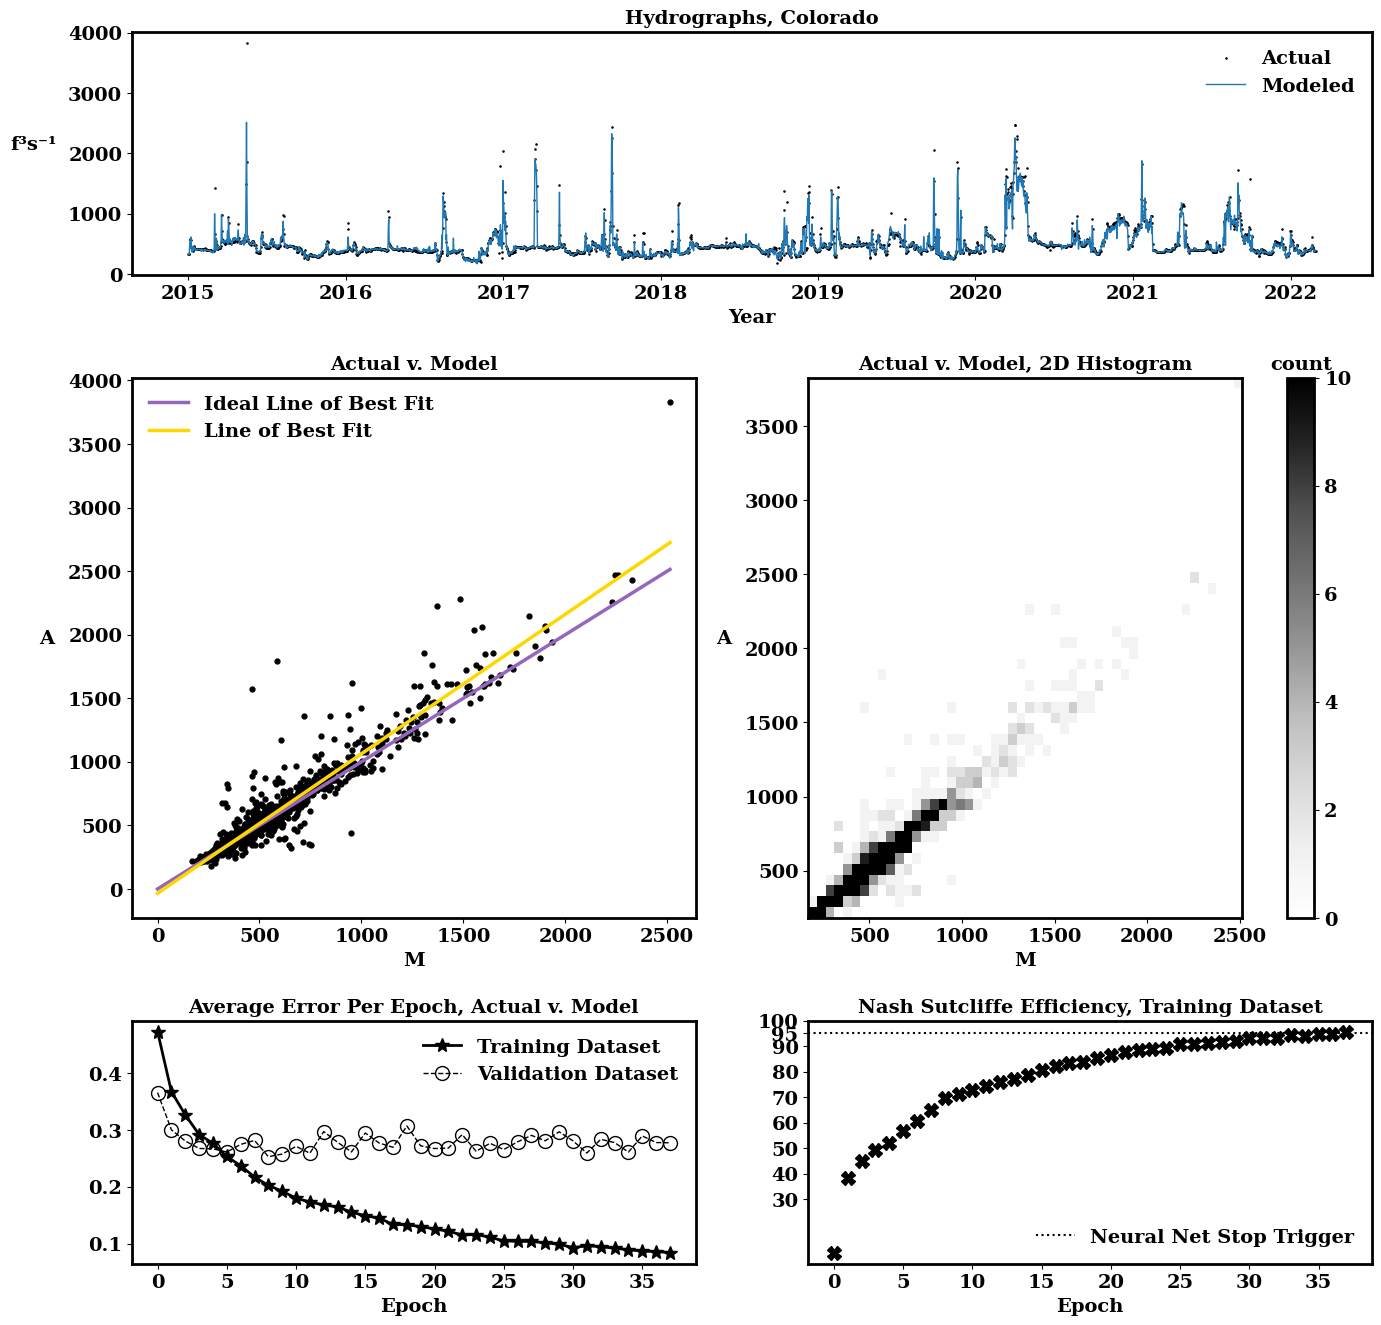 Hydrographs, Colorado
4000
3000
2000
1000
0
f³s⁻¹
Actual
Modeled
2015 2016 2017 2018 2019 2020 2021 2022
Year
Actual v. Model
4000
3500
3000
2500
2000
1500
1000
500
0
A
Ideal Line of Best Fit
Line of Best Fit
0 500 1000 1500 2000 2500
M
Actual v. Model, 2D Histogram
3500
3000
2500
2000
1500
1000
500
A
500 1000 1500 2000 2500
M
count
10
8
6
4
2
0
Average Error Per Epoch, Actual v. Model
0.4
0.3
0.2
0.1
Training Dataset
Validation Dataset
0 5 10 15 20 25 30 35
Epoch
Nash Sutcliffe Efficiency, Training Dataset
100
95
90
80
70
60
50
40
30
Neural Net Stop Trigger
0 5 10 15 20 25 30 35
Epoch